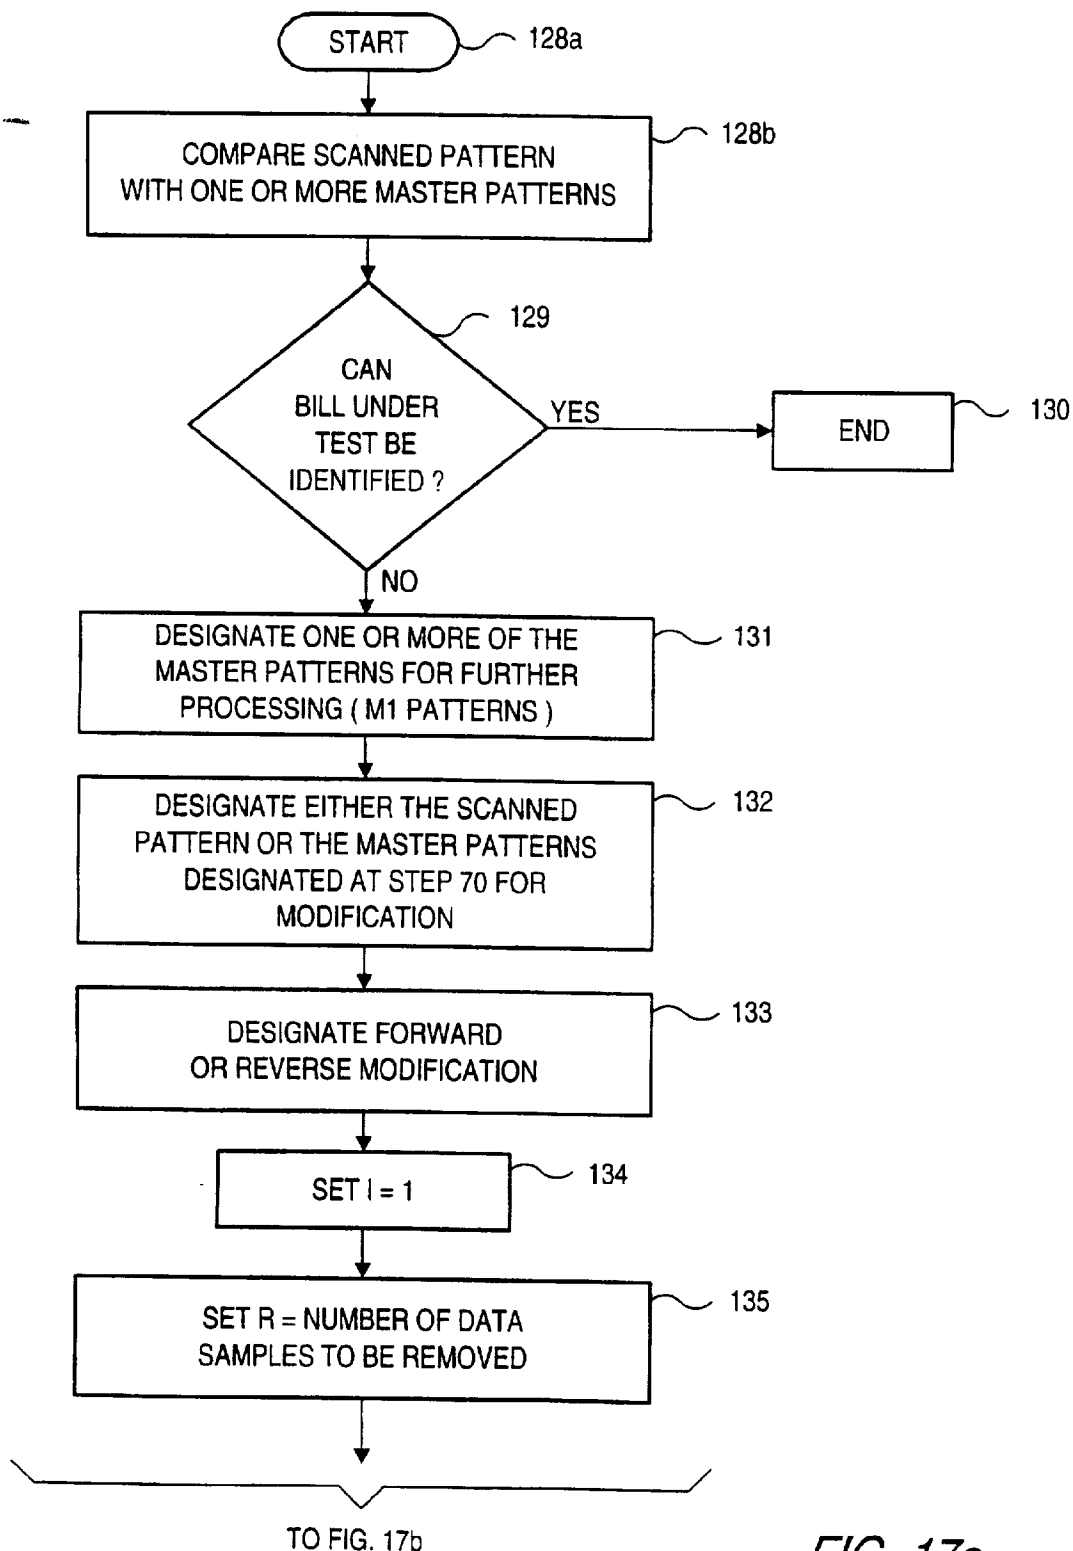 START
128a
COMPARE SCANNED PATTERN
WITH ONE OR MORE MASTER PATTERNS
128b
129
CAN
BILL UNDER
TEST BE
IDENTIFIED ?
YES
END
130
NO
DESIGNATE ONE OR MORE OF THE
MASTER PATTERNS FOR FURTHER
PROCESSING ( M1 PATTERNS )
131
DESIGNATE EITHER THE SCANNED
PATTERN OR THE MASTER PATTERNS
DESIGNATED AT STEP 70 FOR
MODIFICATION
132
DESIGNATE FORWARD
OR REVERSE MODIFICATION
133
SET I = 1
134
SET R = NUMBER OF DATA
SAMPLES TO BE REMOVED
135
TO FIG. 17b
FIG. 17a